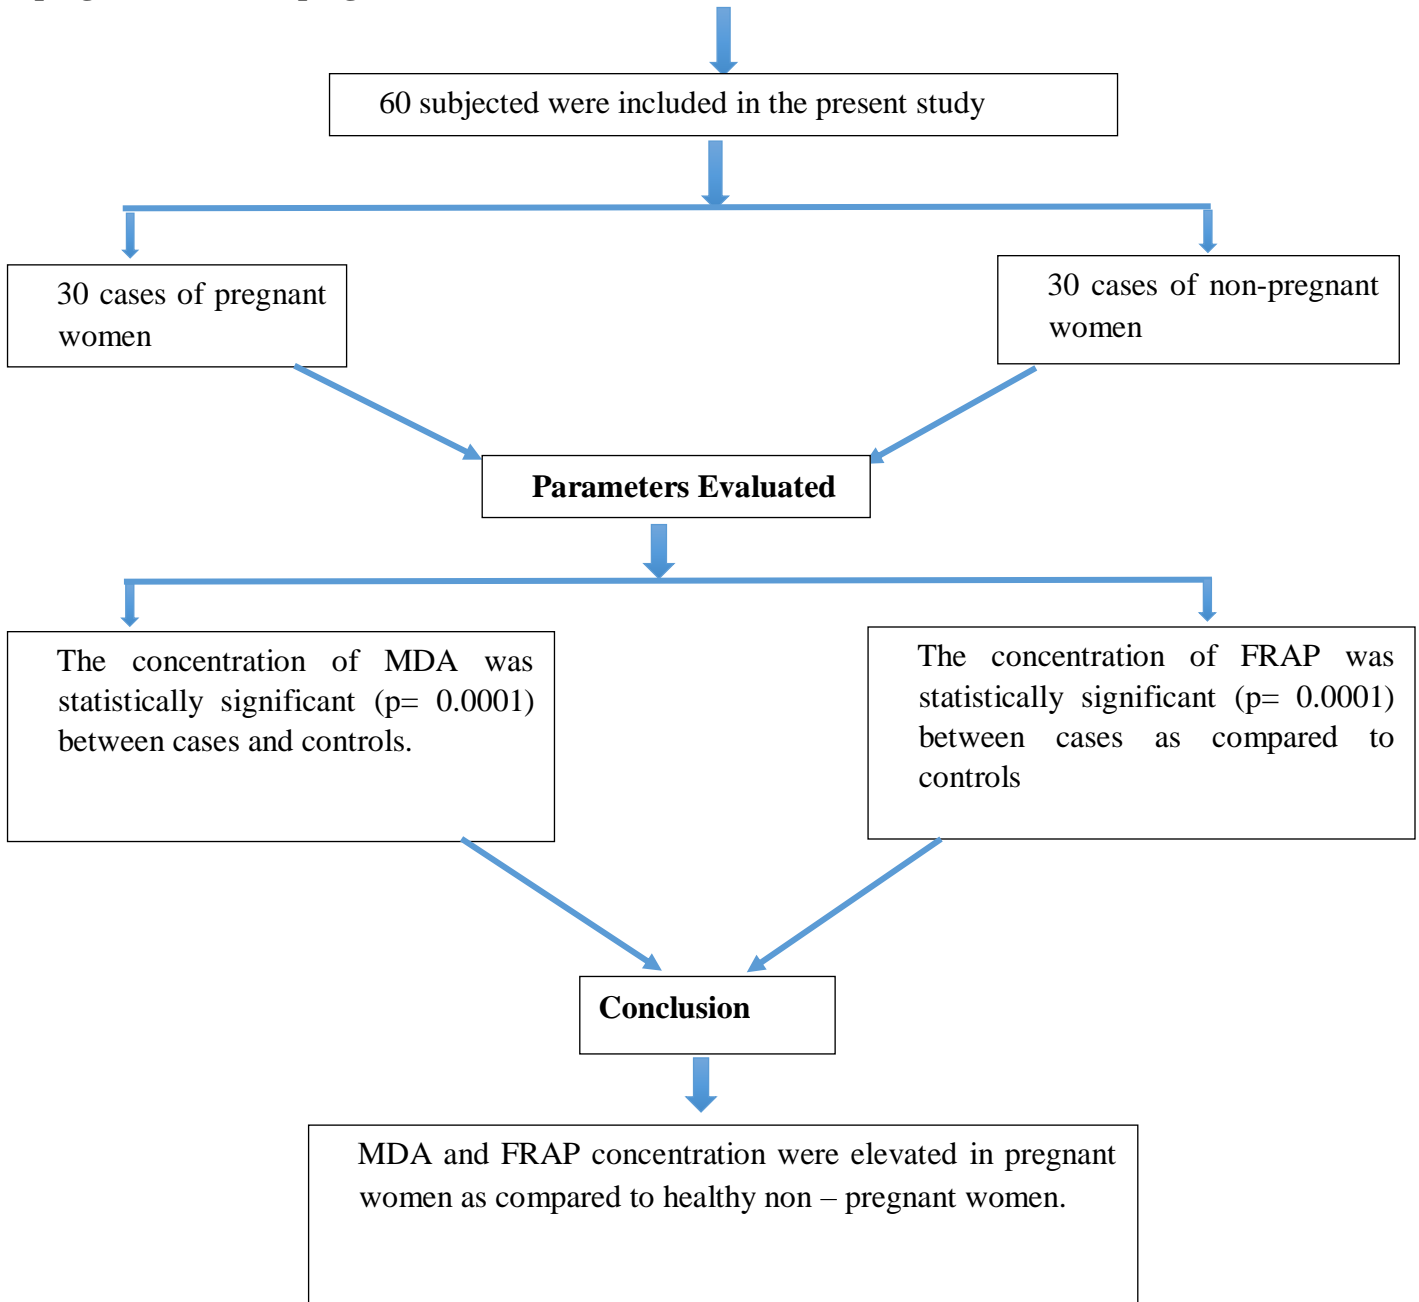 60 subjected were included in the present study
30 cases of pregnant
women
30 cases of non-pregnant
women
Parameters Evaluated
The concentration of MDA was
statistically significant (p= 0.0001)
between cases and controls.
The concentration of FRAP was
statistically significant (p= 0.0001)
between cases as compared to
controls
Conclusion
MDA and FRAP concentration were elevated in pregnant
women as compared to healthy non – pregnant women.